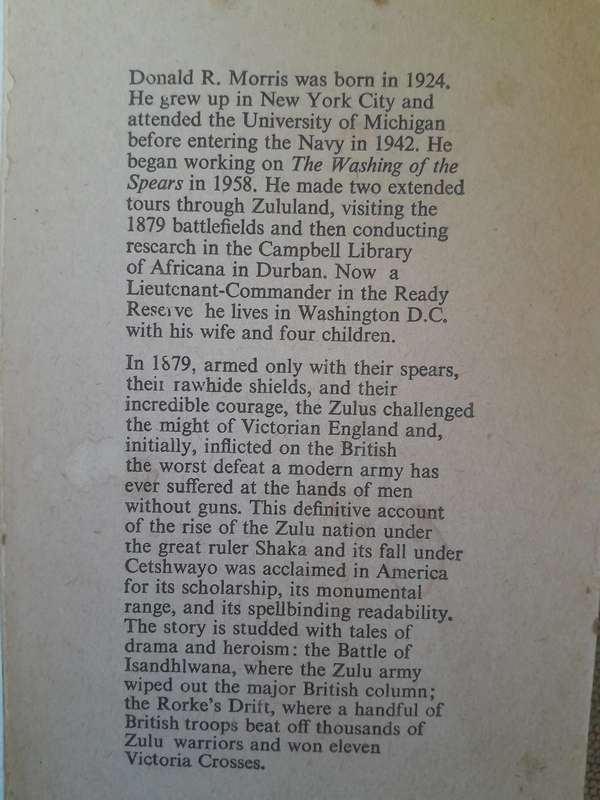 Donald R. Morris was born in 1924.
He grew up in New York City and
attended the University of Michigan
before entering the Navy in 1942. He
began working on The Washing of the
Spears in 1958. He made two extended
tours through Zululand, visiting the
1879 battlefields and then conducting
research in the Campbell Library
of Africana in Durban. Now a
Lieutenant-Commander in the Ready
Reserve he lives in Washington D.C.
with his wife and four children.
In 1879, armed only with their spears,
their rawhide shields, and their
incredible courage, the Zulus challenged
the might of Victorian England and,
initially, inflicted on the British
the worst defeat a modern army has
ever suffered at the hands of men
without guns. This definitive account
of the rise of the Zulu nation under
the great ruler Shaka and its fall under
Cetshwayo was acclaimed in America
for its scholarship, its monumental
range, and its spellbinding readability.
The story is studded with tales of
drama and heroism: the Battle of
Isandhlwana, where the Zulu army
wiped out the major British column;
the Rorke's Drift, where a handful of
British troops beat off thousands of
Zulu warriors and won eleven
Victoria Crosses.